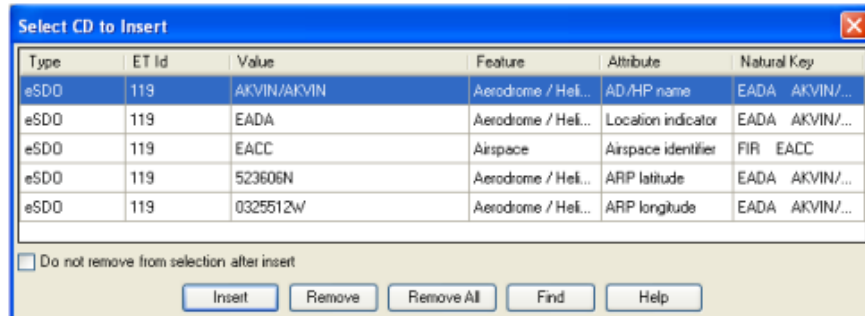 Select CD to Insert
Type ET Id Value Feature Attribute Natural Key
eSDO 119 AKVIN/AKVIN Aerodrome / Heli... AD/HP name EADA AKVIN/...
eSDO 119 EADA Aerodrome / Heli... Location indicator EADA AKVIN/...
eSDO 119 EACC Airspace Airspace identifier FIR EACC
eSDO 119 523606N Aerodrome / Heli... ARP latitude EADA AKVIN/...
eSDO 119 0325512W Aerodrome / Heli... ARP longitude EADA AKVIN/...
Do not remove from selection after insert
Insert Remove Remove All Find Help